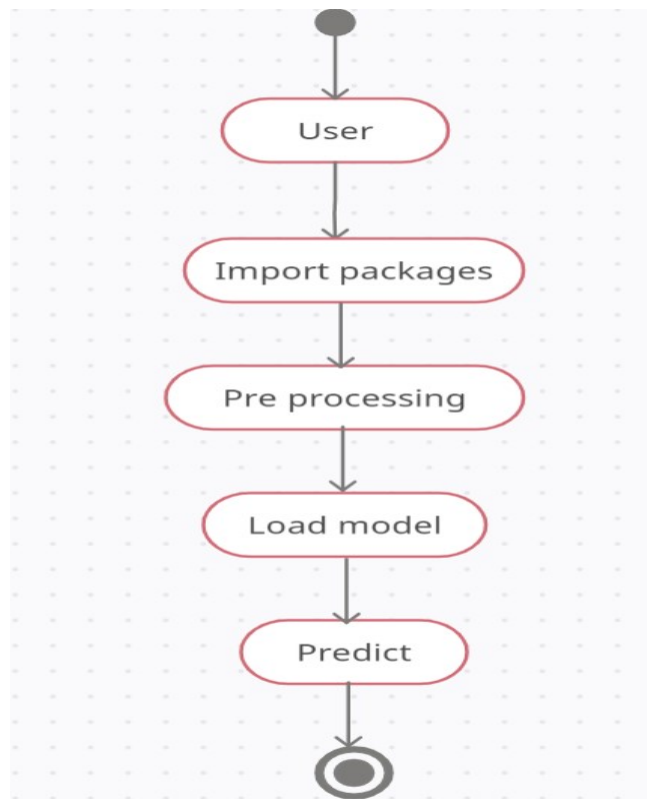 User
Import packages
Pre processing
Load model
Predict